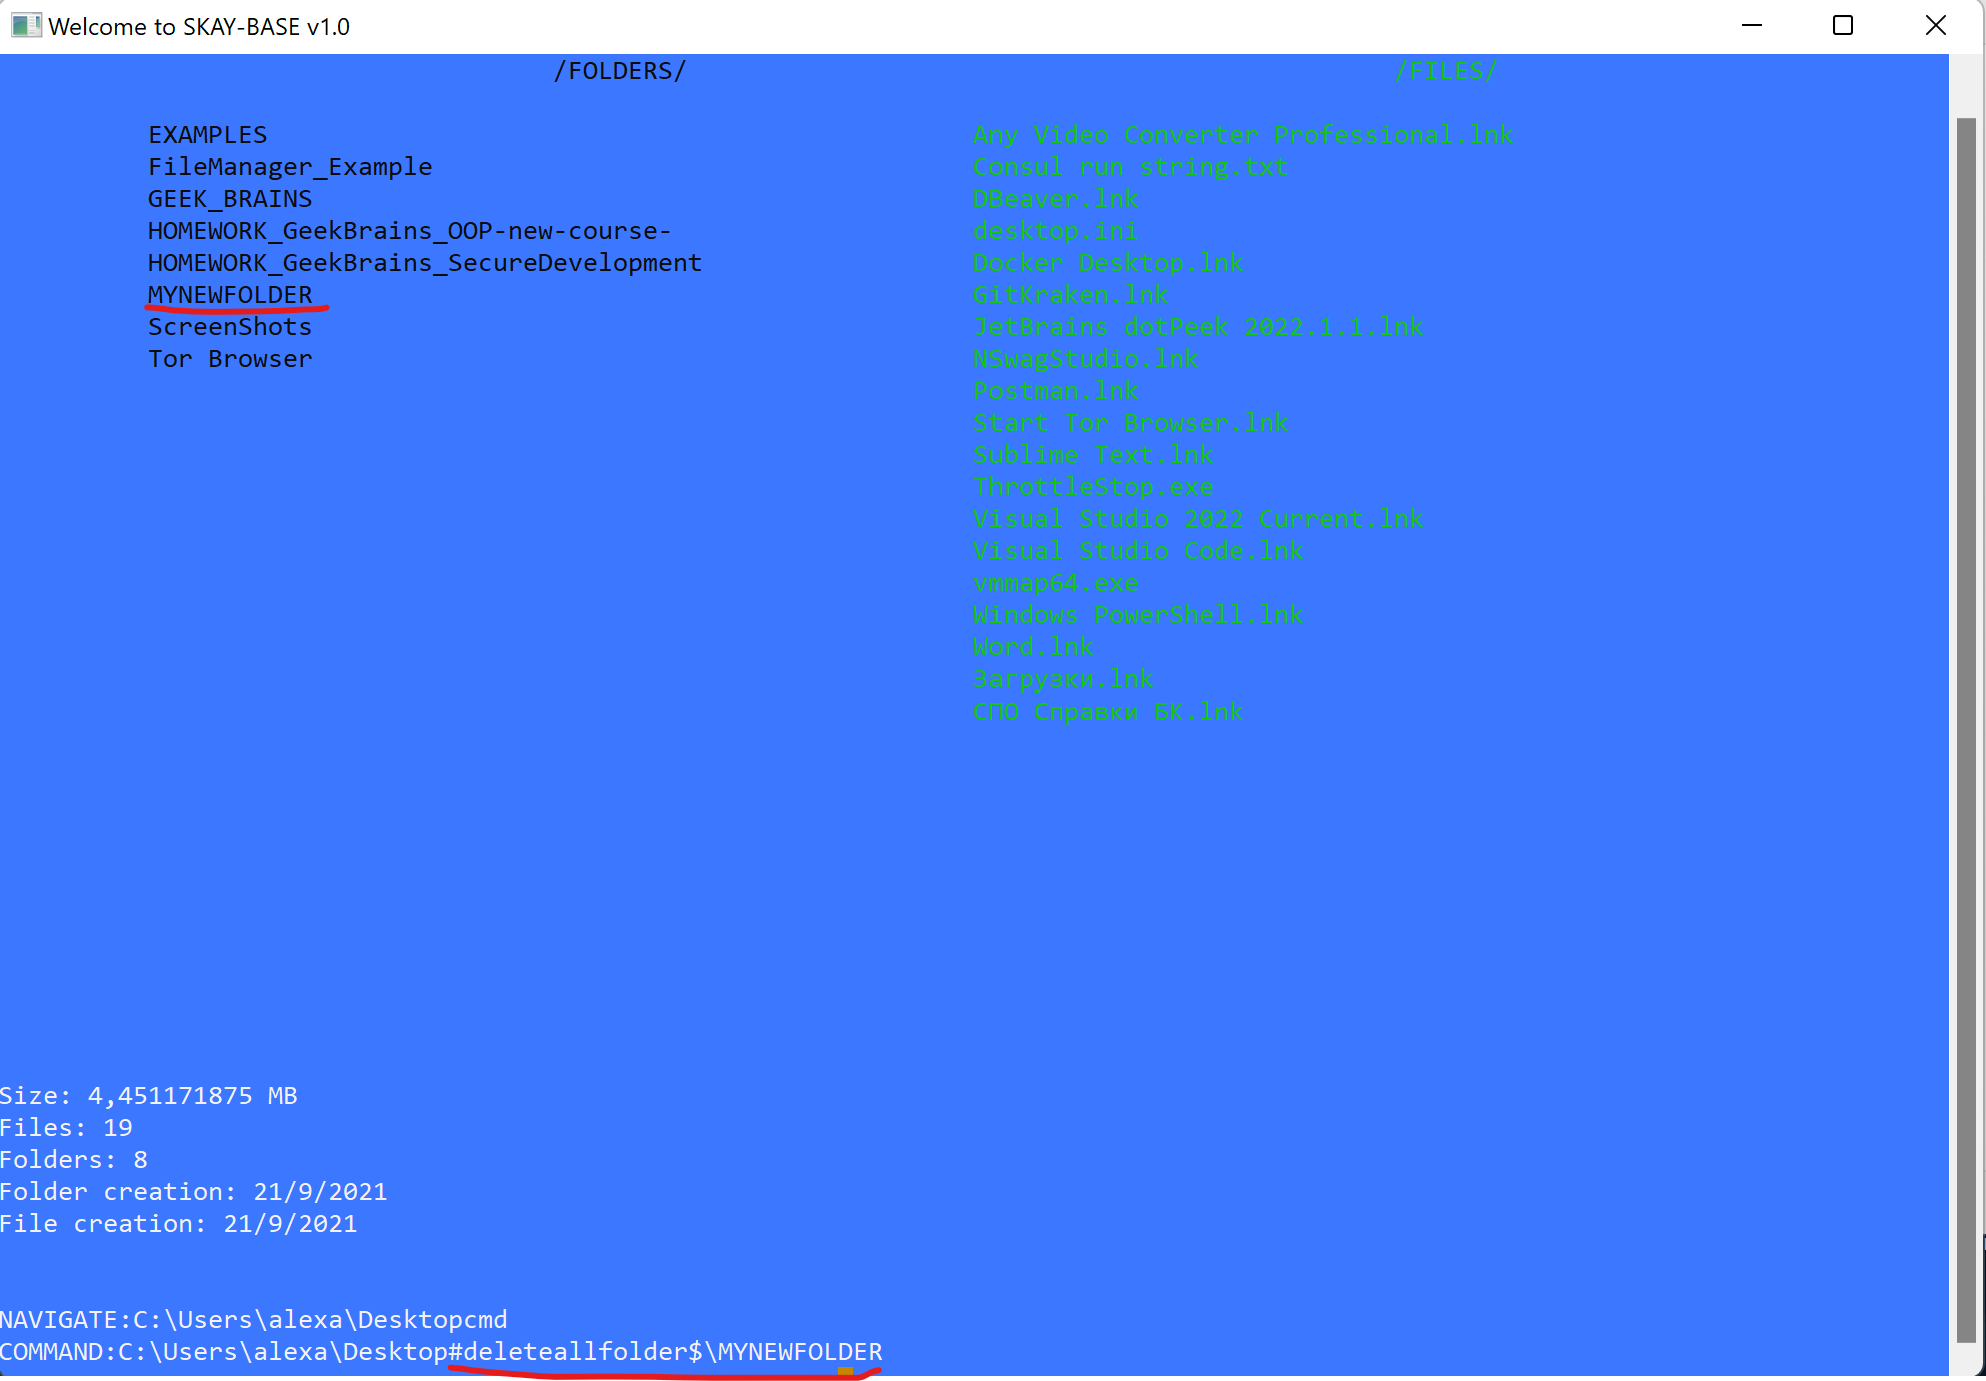 Welcome to SKAY-BASE v1.0
/FOLDERS/
EXAMPLES
FileManager_Example
GEEK_BRAINS
HOMEWORK_GeekBrains_OOP-new-course-
HOMEWORK_GeekBrains_SecureDevelopment
MYNEWFOLDER
ScreenShots
Tor Browser
/FILES/
Any Video Converter Professional.lnk
Consul run string.txt
DBeaver.lnk
desktop.ini
Docker Desktop.lnk
GitKraken.lnk
JetBrains dotPeek 2022.1.1.lnk
NSwagStudio.lnk
Postman.lnk
Start Tor Browser.lnk
Sublime Text.lnk
ThrottleStop.exe
Visual Studio 2022 Current.lnk
Visual Studio Code.lnk
vmmap64.exe
Windows PowerShell.lnk
Word.lnk
Загрузки.lnk
СПО Справки БК.lnk
Size: 4,451171875 MB
Files: 19
Folders: 8
Folder creation: 21/9/2021
File creation: 21/9/2021
NAVIGATE:C:\Users\alexa\Desktopcmd
COMMAND:C:\Users\alexa\Desktop#deleteallfolder$\MYNEWFOLDER